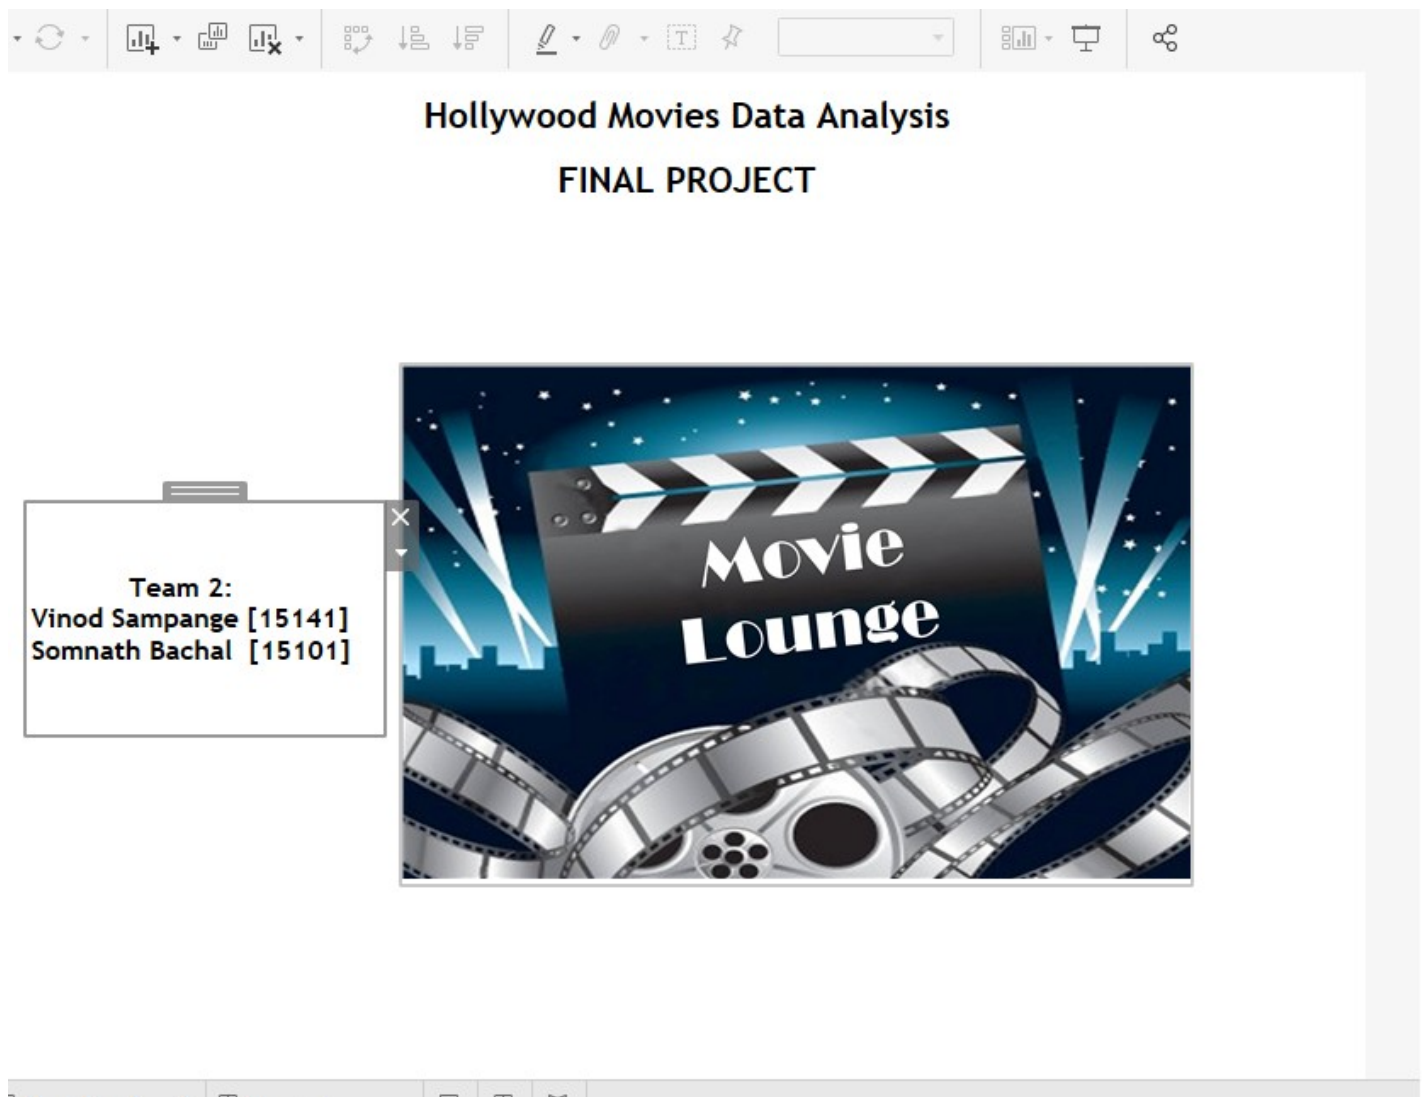 Hollywood Movies Data Analysis
FINAL PROJECT
Team 2:
Vinod Sampange [15141]
Somnath Bachal [15101]
Movie
Lounge